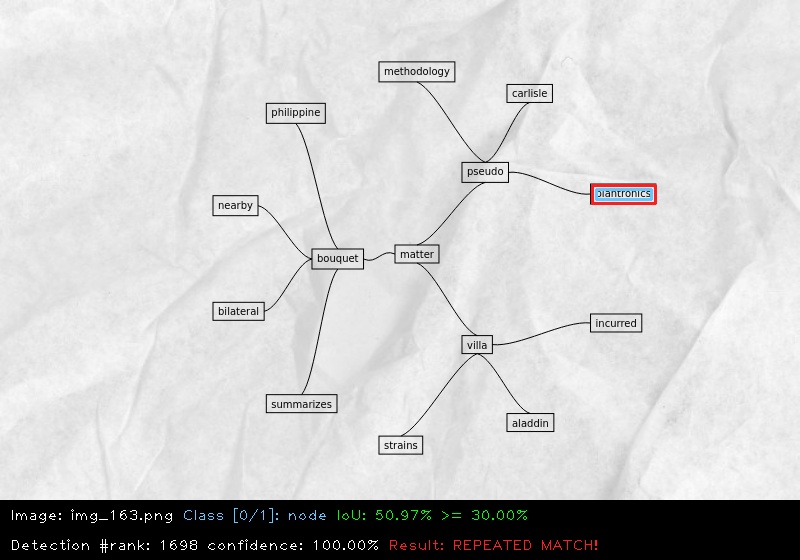 methodology
carlisle
philippine
pseudo
plantronics
nearby
matter
bouquet
bilateral
incurred
villa
summarizes
aladdin
strains
Image: img_163.png Class [0/1]: node IoU: 50.97% >= 30.00%
Detection #rank: 1698 confidence: 100.00% Result: REPEATED MATCH!